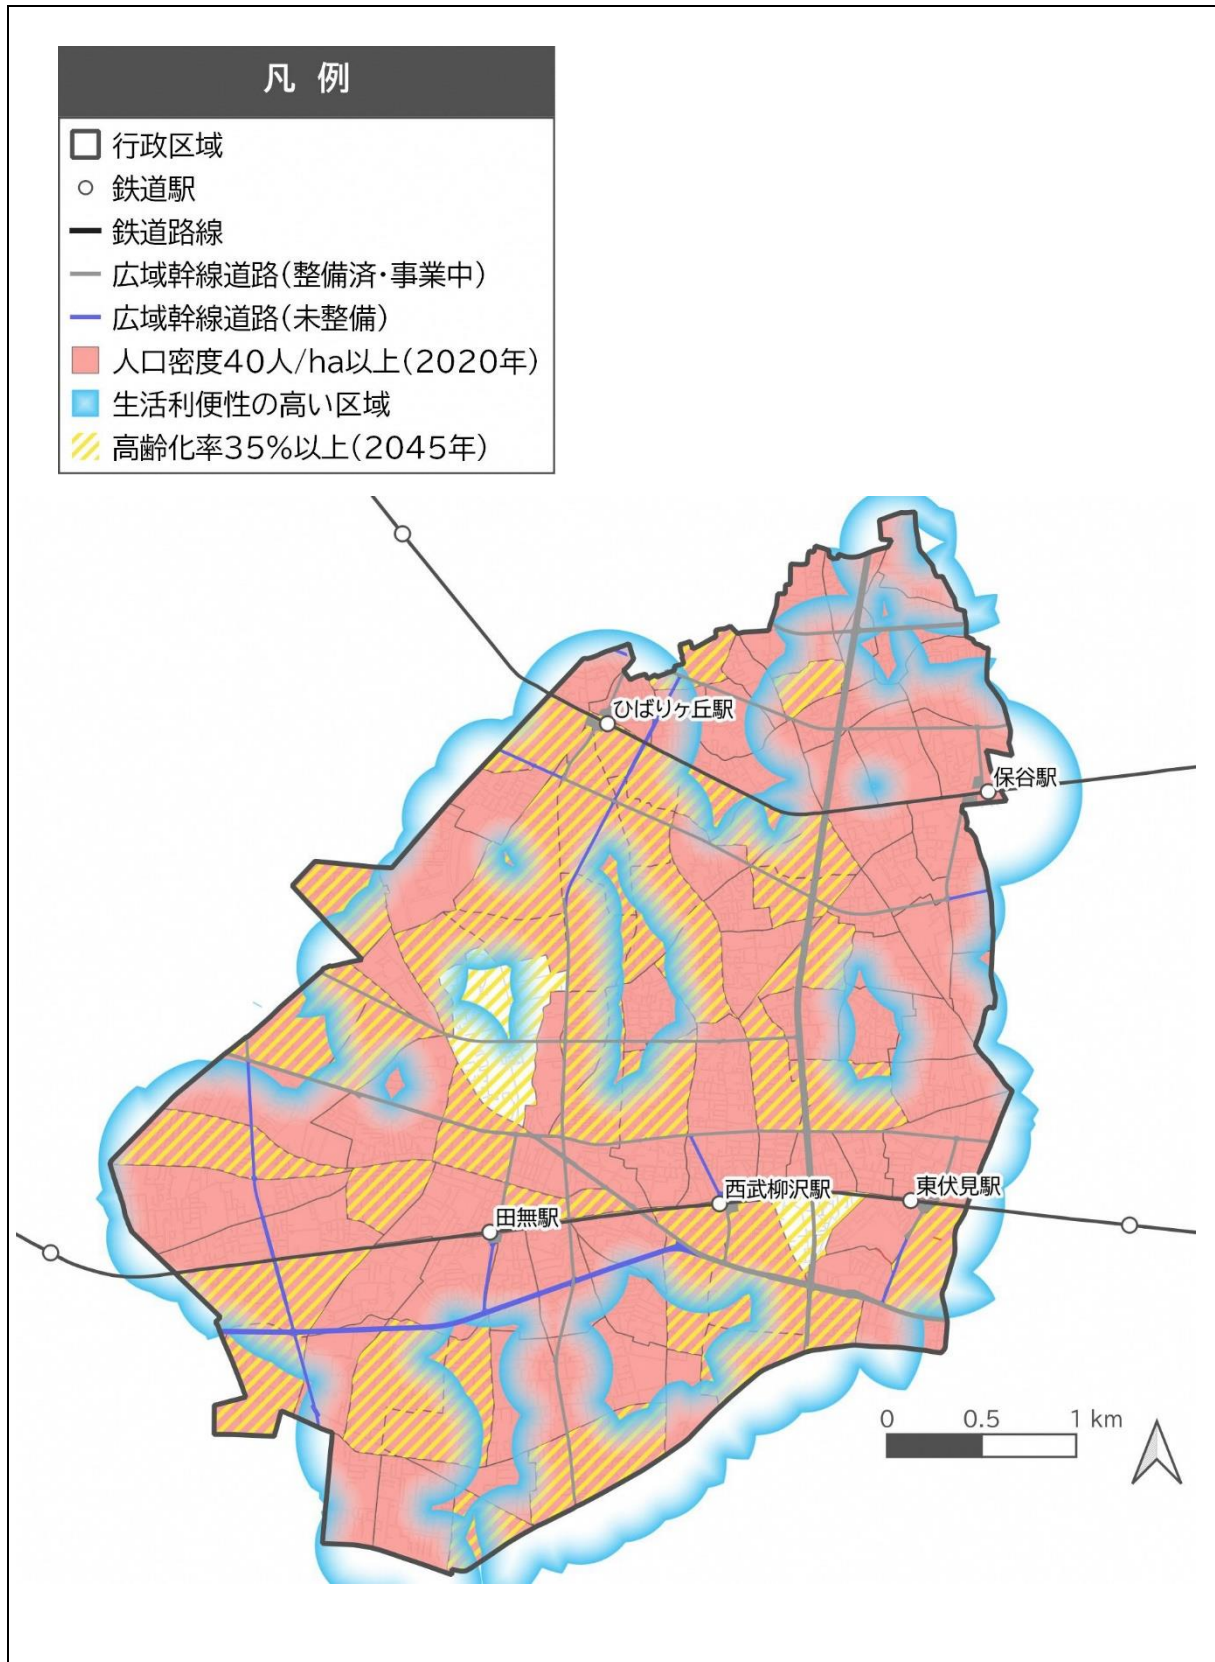 凡 例
行政区域
鉄道駅
鉄道路線
広域幹線道路(整備済・事業中)
広域幹線道路(未整備)
人口密度40人/ha以上(2020年)
生活利便性の高い区域
高齢化率35%以上(2045年)
ひばりヶ丘駅
保谷駅
西武柳沢駅
東伏見駅
田無駅
0 0.5 1 km